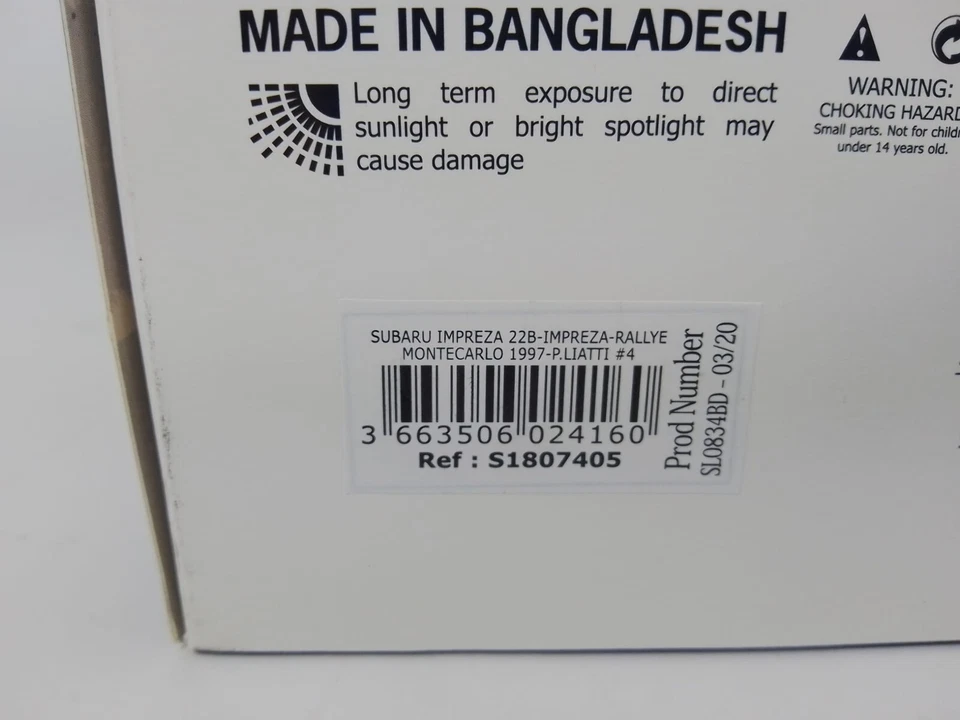 MADE IN BANGLADESH
Long term exposure to direct
sunlight or bright spotlight may
cause damage
WARNING:
CHOKING HAZARD
Small parts. Not for
under 14 years old.
SUBARU IMPREZA 22B-IMPREZA-RALLYE
MONTECARLO 1997-P.LIATTI #4
3 663506 024160
Ref : S1807405
Prod Number
SL0834BD - 03/20